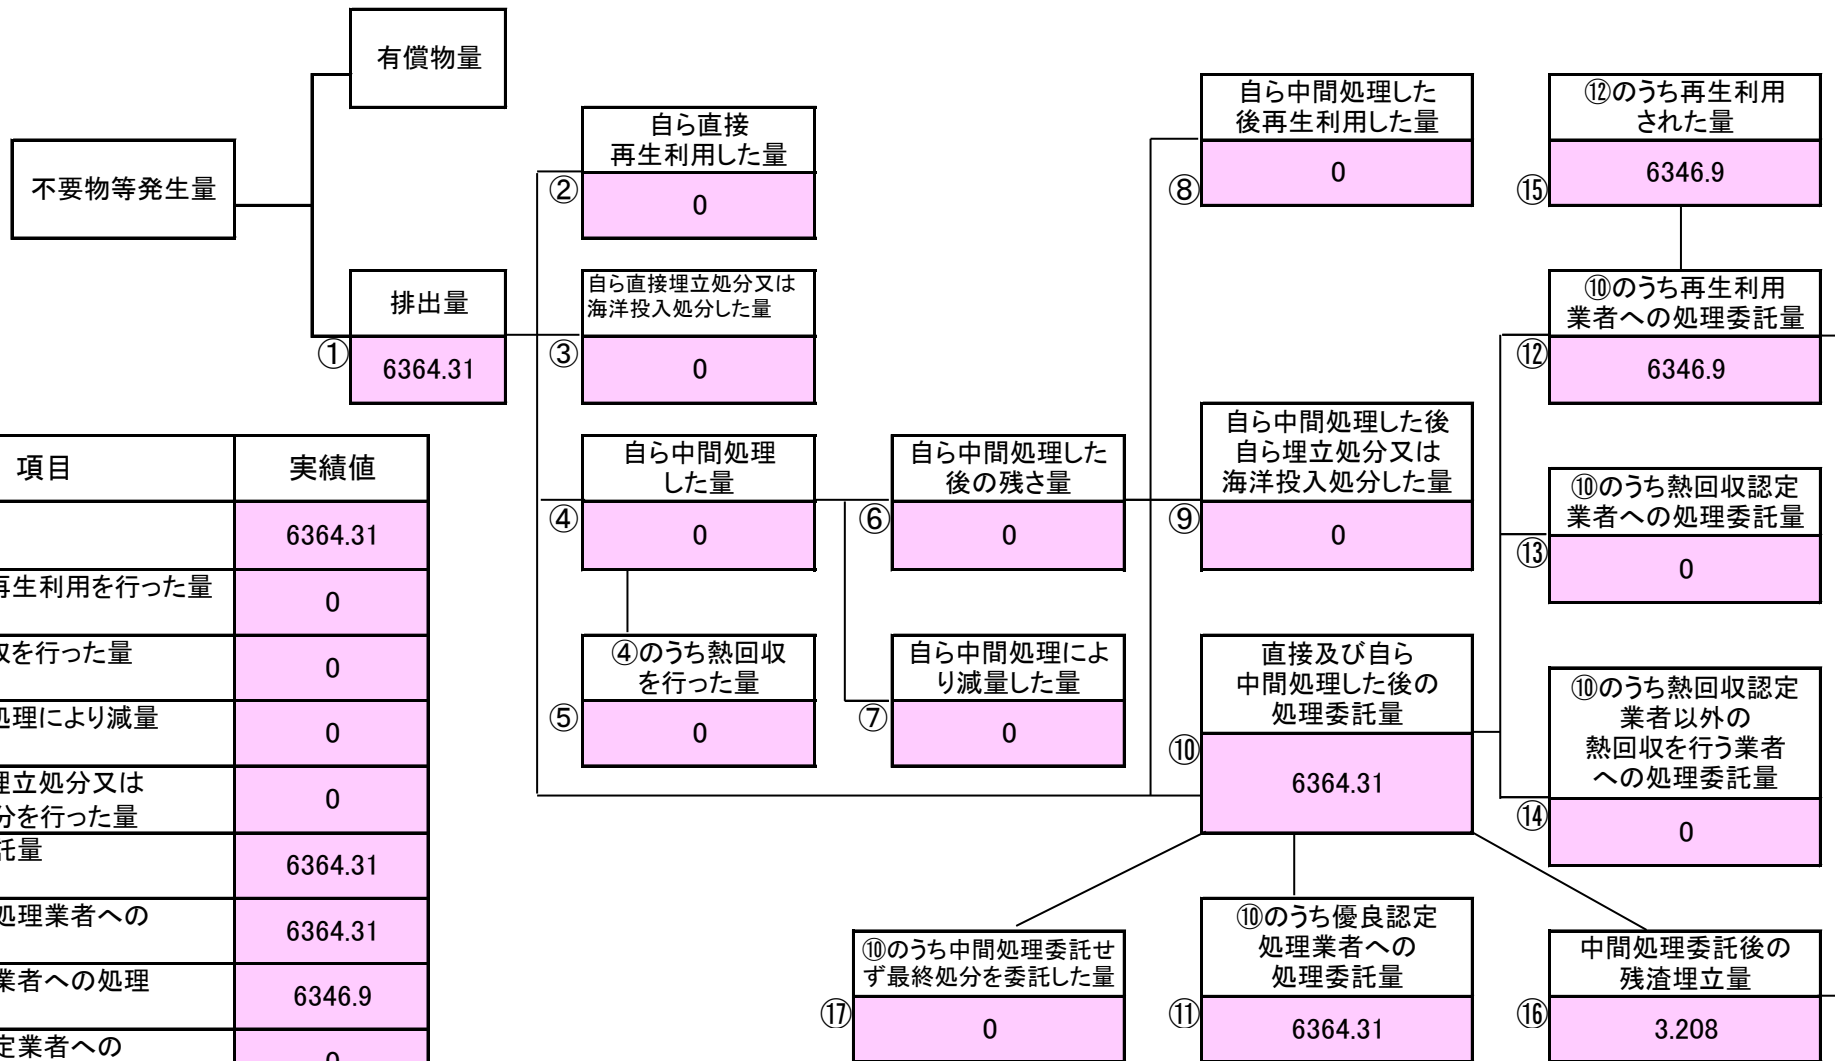 有償物量
不要物等発生量
排出量
①
6364.31
自ら直接
再生利用した量
②
0
自ら直接埋立処分又は
海洋投入処分した量
③
0
自ら中間処理
した量
④
0
④のうち熱回収
を行った量
⑤
0
自ら中間処理した
後の残さ量
⑥
0
自ら中間処理によ
り減量した量
⑦
0
自ら中間処理した
後再生利用した量
⑧
0
自ら中間処理した後
自ら埋立処分又は
海洋投入処分した量
⑨
0
直接及び自ら
中間処理した後の
処理委託量
⑩
6364.31
⑫のうち再生利用
された量
⑮
6346.9
⑩のうち再生利用
業者への処理委託量
⑫
6346.9
⑩のうち熱回収認定
業者への処理委託量
⑬
0
⑩のうち熱回収認定
業者以外の
熱回収を行う業者
への処理委託量
⑭
0
⑩のうち中間処理委託せ
ず最終処分を委託した量
⑰
0
⑩のうち優良認定
処理業者への
処理委託量
⑪
6364.31
中間処理委託後の
残渣埋立量
⑯
3.208
項目 実績値
6364.31
再生利用を行った量 0
収を行った量 0
処理により減量 0
埋立処分又は
分を行った量 0
託量 6364.31
処理業者への 6364.31
業者への処理 6346.9
定業者への 0